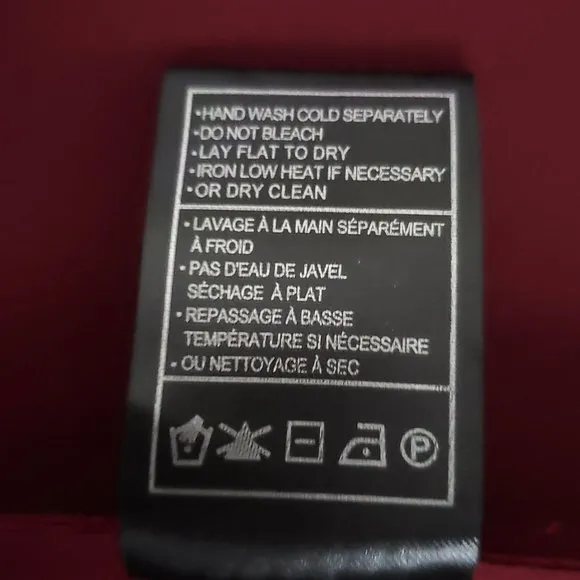 •HAND WASH COLD SEPARATELY
•DO NOT BLEACH
•LAY FLAT TO DRY
•IRON LOW HEAT IF NECESSARY
•OR DRY CLEAN
•LAVAGE À LA MAIN SÉPARÉMENT
À FROID
•PAS D'EAU DE JAVEL
SÉCHAGE À PLAT
•REPASSAGE À BASSE
TEMPÉRATURE SI NÉCESSAIRE
•OU NETTOYAGE À SEC
P